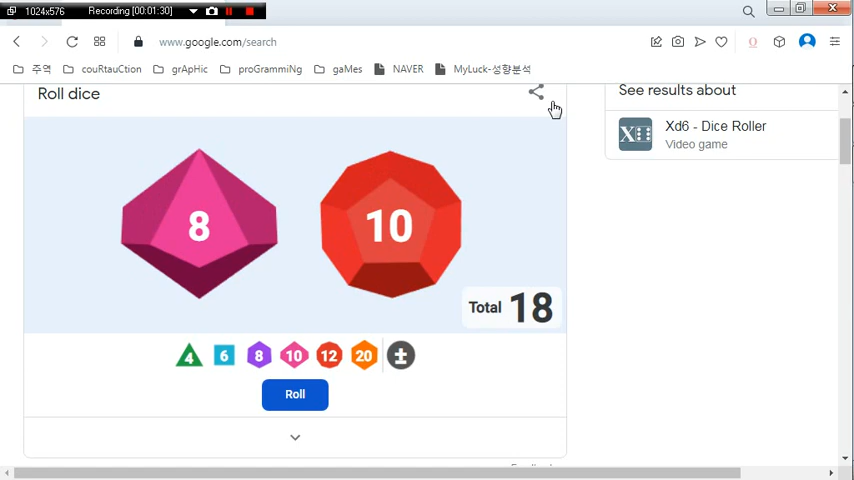 1024x576 Recording [00:01:30]
www.google.com/search
주역 couRtauCtion grApHic proGrammiNg gaMes NAVER MyLuck-성향분석
Roll dice
See results about
Xd6 - Dice Roller
Video game
8 10
Total 18
4 6 8 10 12 20 ±
Roll